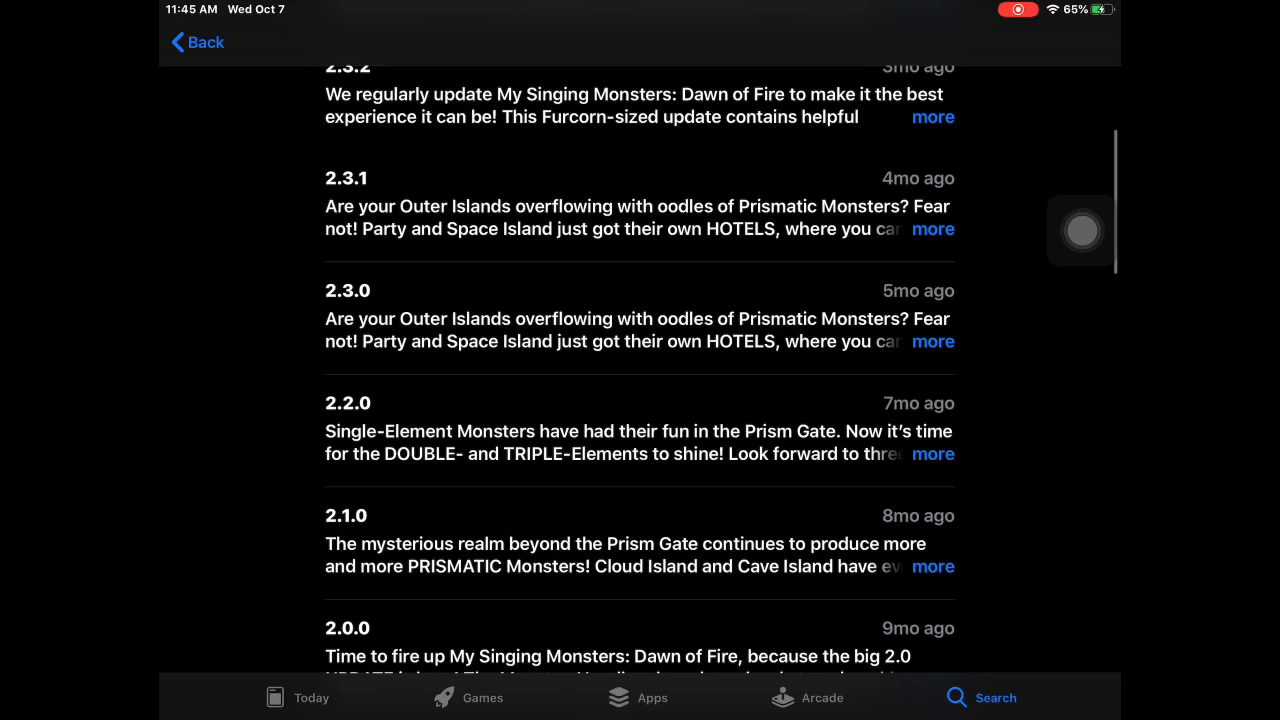 11:45 AM Wed Oct 7 65%
Back
2.3.2 3mo ago
We regularly update My Singing Monsters: Dawn of Fire to make it the best
experience it can be! This Furcorn-sized update contains helpful more
2.3.1 4mo ago
Are your Outer Islands overflowing with oodles of Prismatic Monsters? Fear
not! Party and Space Island just got their own HOTELS, where you can more
2.3.0 5mo ago
Are your Outer Islands overflowing with oodles of Prismatic Monsters? Fear
not! Party and Space Island just got their own HOTELS, where you can more
2.2.0 7mo ago
Single-Element Monsters have had their fun in the Prism Gate. Now it's time
for the DOUBLE- and TRIPLE-Elements to shine! Look forward to three more
2.1.0 8mo ago
The mysterious realm beyond the Prism Gate continues to produce more
and more PRISMATIC Monsters! Cloud Island and Cave Island have ev more
2.0.0 9mo ago
Time to fire up My Singing Monsters: Dawn of Fire, because the big 2.0
Today Games Apps Arcade Search